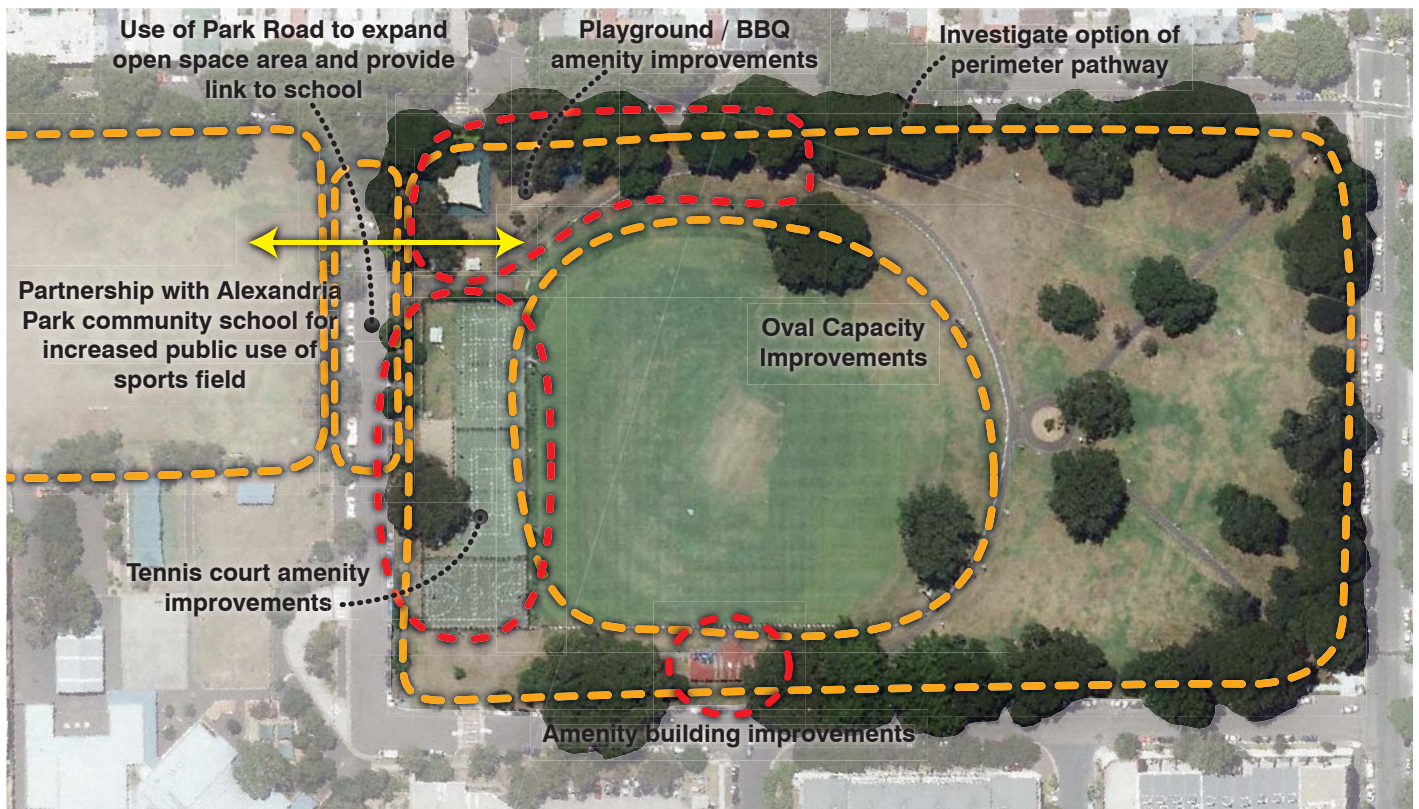 Use of Park Road to expand
open space area and provide
link to school
Playground / BBQ
amenity improvements
Investigate option of
perimeter pathway
Partnership with Alexandria
Park community school for
increased public use of
sports field
Oval Capacity
Improvements
Tennis court amenity
improvements
Amenity building improvements